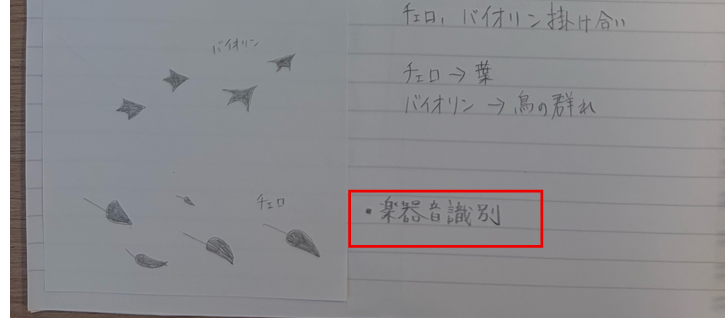 バイオリン
チェロ
チェロ, バイオリン掛け合い
チェロ→葉
バイオリン→鳥の群れ
・楽器音識別